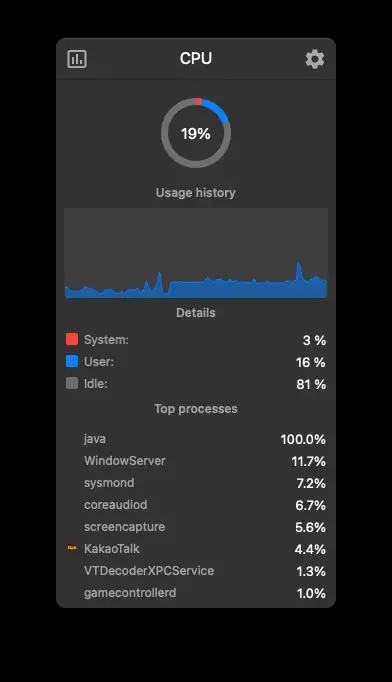 CPU
19%
Usage history
Details
System: 3 %
User: 16 %
Idle: 81 %
Top processes
java 100.0%
WindowServer 11.7%
sysmond 7.2%
coreaudiod 6.7%
screencapture 5.6%
KakaoTalk 4.4%
VTDecoderXPCService 1.3%
gamecontrollerd 1.0%